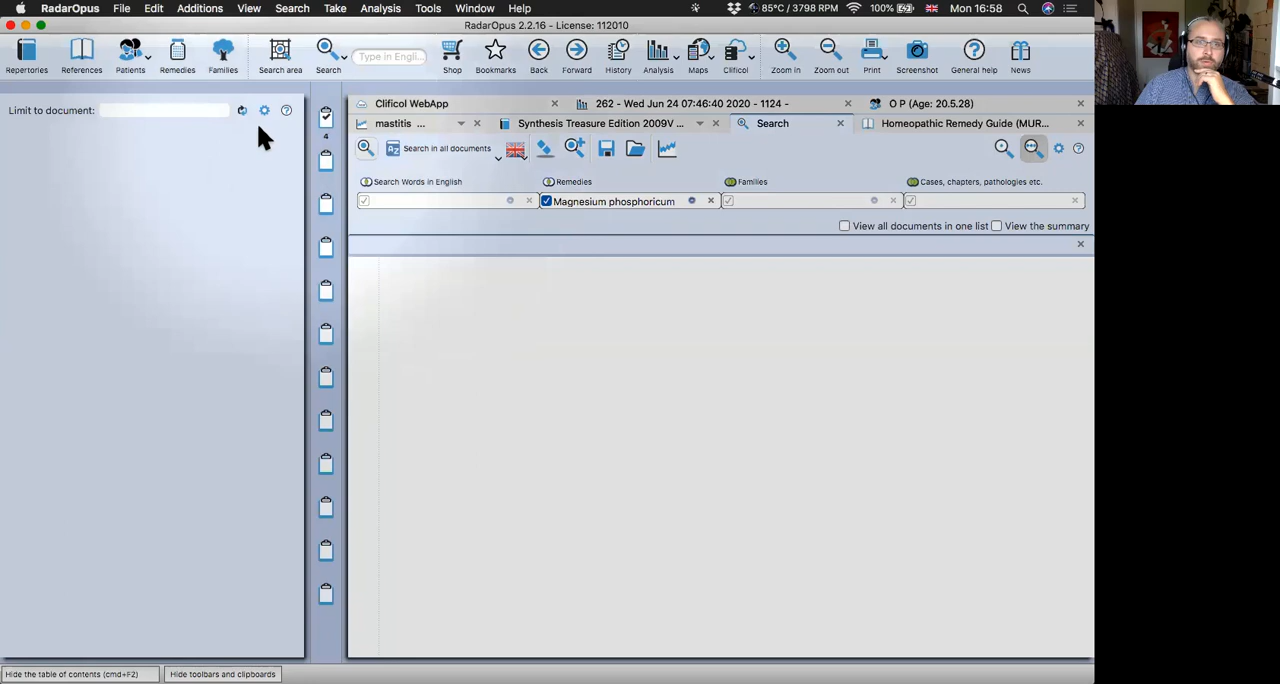 RadarOpus File Edit View Additions Search Take Analysis Tools Window Help 85°C / 3798 RPM 100% Mon 16:58
RadarOpus 2.2.16 - License: 112010
Repertories References Patients Remedies Families Search area Search Type in Engli... Shop Bookmarks Back Forward History Analysis Maps Clificol Zoom in Zoom out Print Screenshot General help News
Limit to document:
4
Clificol WebApp 262 - Wed Jun 24 07:46:40 2020 - 1124 - O P (Age: 20.5.28)
mastitis ... Synthesis Treasure Edition 2009V ... Search Homeopathic Remedy Guide (MUR...
Search in all documents
Search Words in English Remedies Families Cases, chapters, pathologies etc.
Magnesium phosphoricum
View all documents in one list View the summary
Hide the table of contents (cmd+F2) Hide toolbars and clipboards